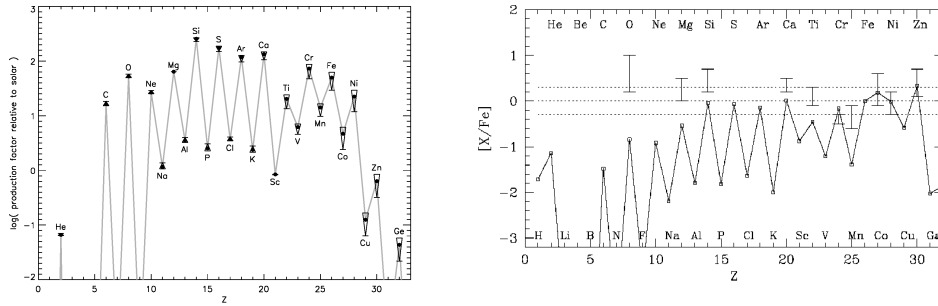 log( production factor relative to solar )
3
2
1
0
-1
-2
0
5
10
15
20
25
30
Z
He
C
O
Ne
Na
Mg
Al
Si
P
S
Cl
Ar
K
Ca
Sc
Ti
V
Cr
Mn
Fe
Co
Ni
Cu
Zn
Ge
[X/Fe]
2
1
0
-1
-2
-3
He Be C O Ne Mg Si S Ar Ca Ti Cr Fe Ni Zn
H Li B N F Na Al P Cl K Sc V Mn Co Cu Ga
0 5 10 15 20 25 30
Z